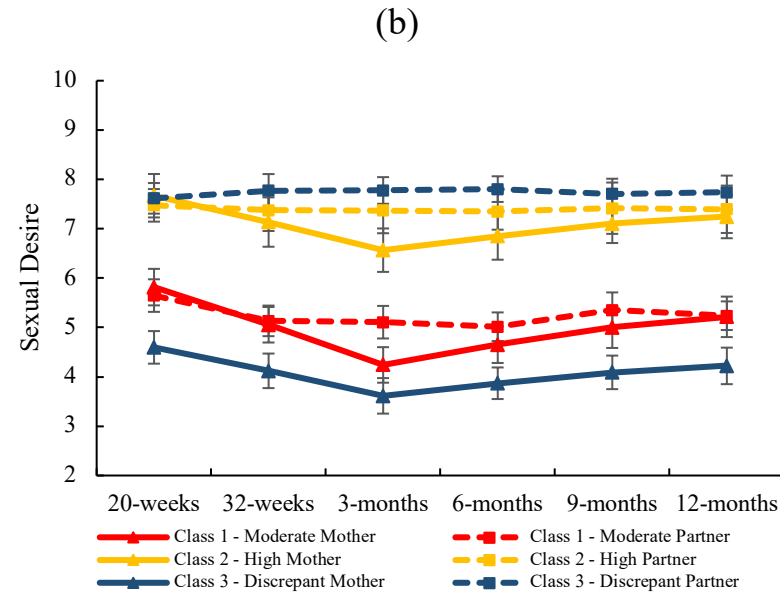 (b)
10
9
8
7
6
5
4
3
2
Sexual Desire
20-weeks 32-weeks 3-months 6-months 9-months 12-months
Class 1 - Moderate Mother Class 1 - Moderate Partner
Class 2 - High Mother Class 2 - High Partner
Class 3 - Discrepant Mother Class 3 - Discrepant Partner